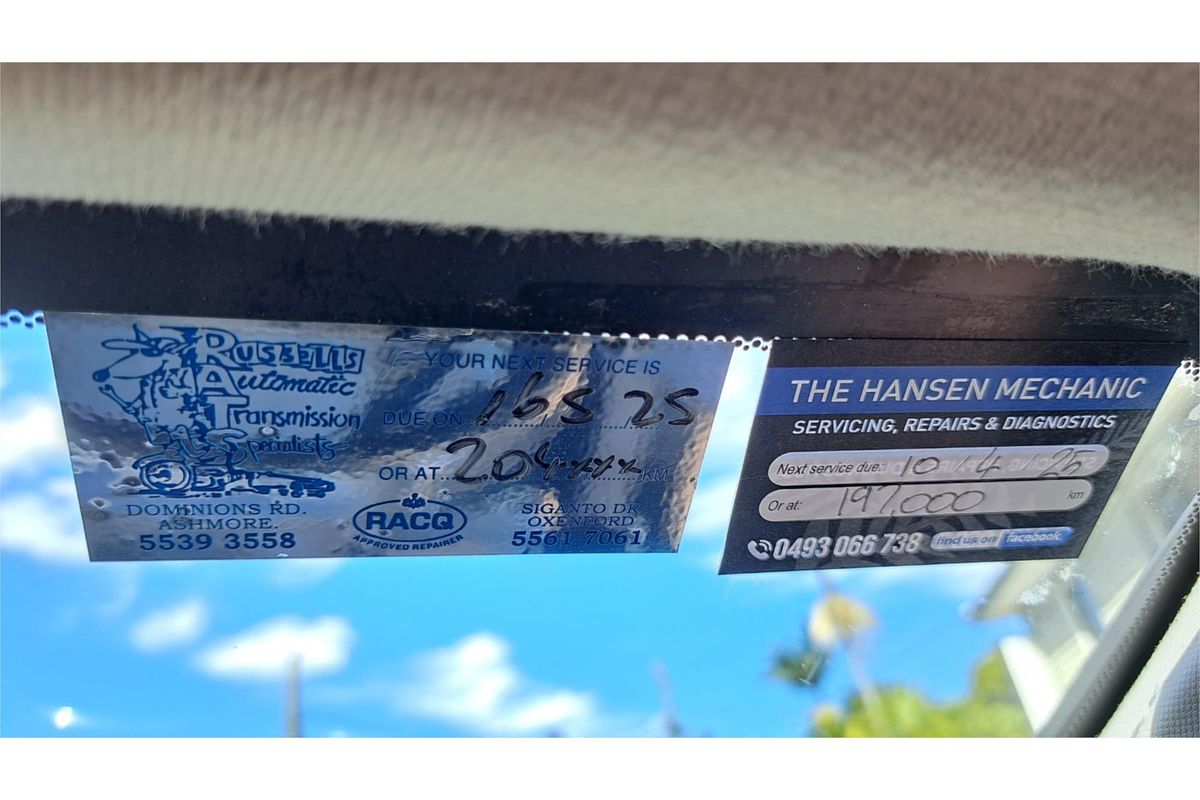 RUSSELLS
Automatic
Transmission
Specialists
DOMINIONS RD.
ASHMORE.
5539 3558
YOUR NEXT SERVICE IS
DUE ON 16 5 25
OR AT 204xxx KM
RACQ
APPROVED REPAIRER
SIGANTO DR
OXENFORD
5561 7061
THE HANSEN MECHANIC
SERVICING, REPAIRS & DIAGNOSTICS
Next service due: 10 / 4 / 25
Or at: 197,000 km
0493 066 738 find us on facebook.